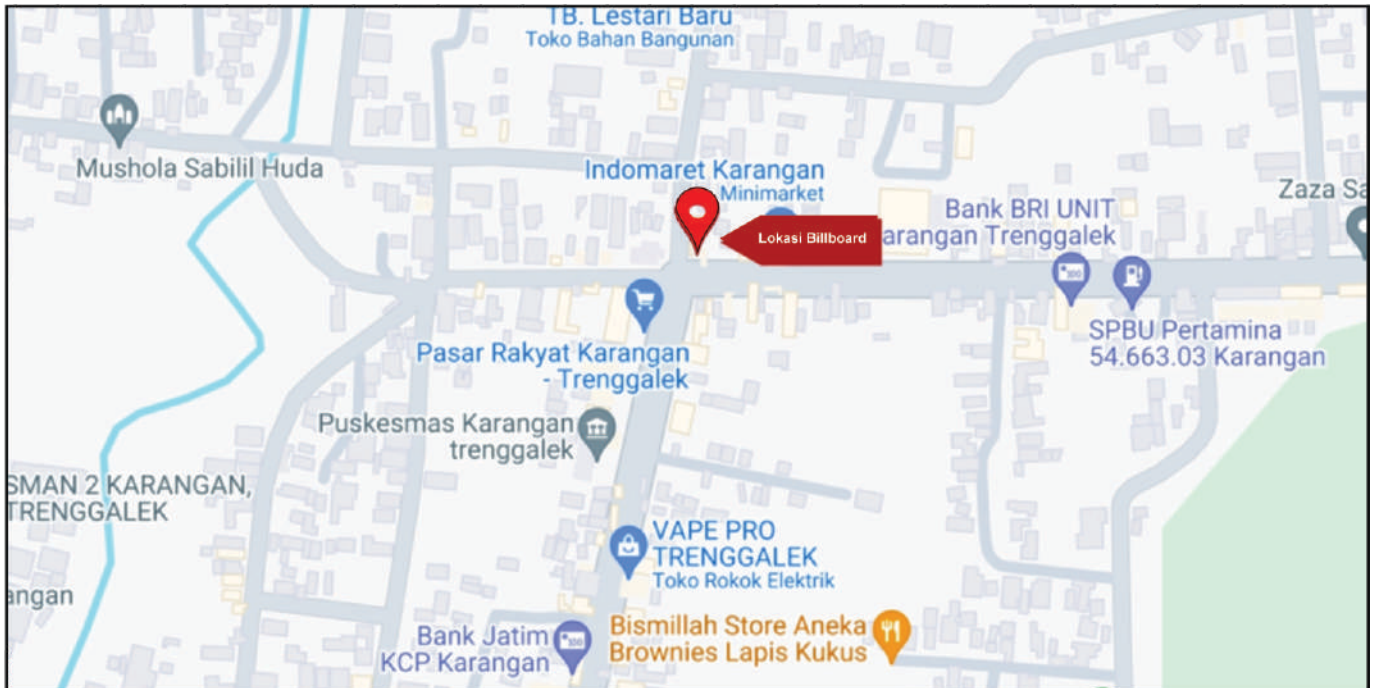 TB. Lestari Baru
Toko Bahan Bangunan
Mushola Sabilil Huda
Indomaret Karangan
Minimarket
Lokasi Billboard
Bank BRI UNIT
arangan Trenggalek
Zaza Sa
SPBU Pertamina
54.663.03 Karangan
Pasar Rakyat Karangan
- Trenggalek
Puskesmas Karangan
trenggalek
SMAN 2 KARANGAN,
TRENGGALEK
VAPE PRO
TRENGGALEK
Toko Rokok Elektrik
angan
Bank Jatim
KCP Karangan
Bismillah Store Aneka
Brownies Lapis Kukus